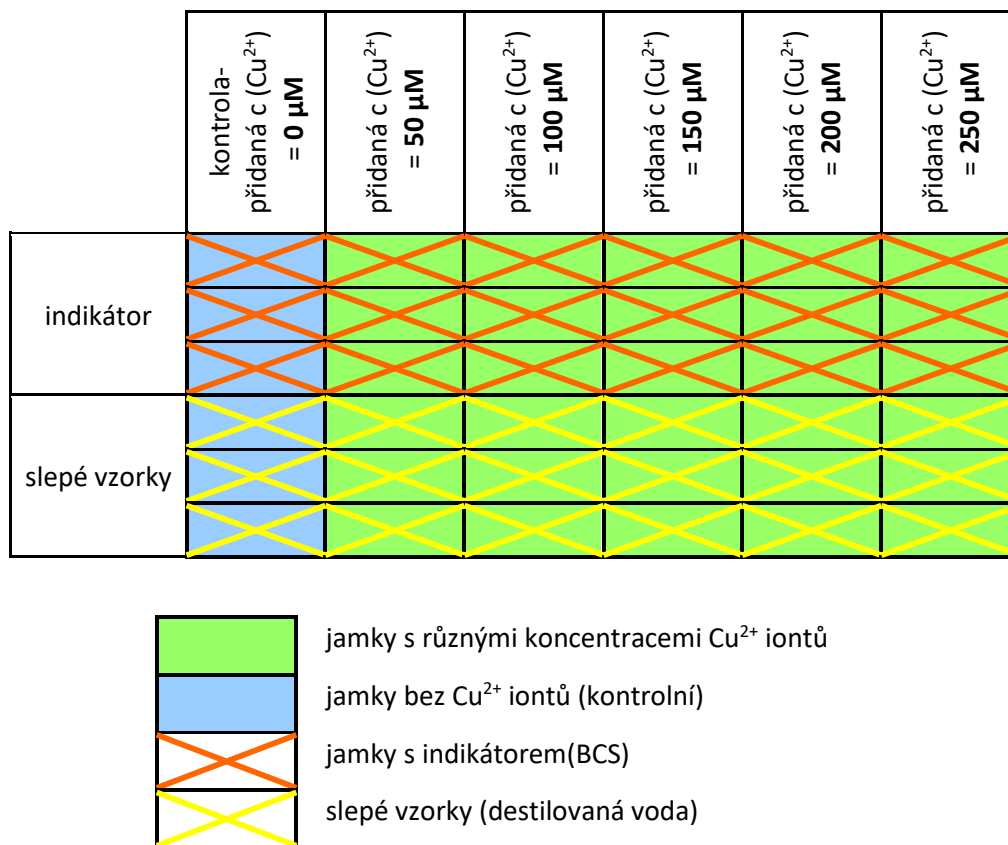 kontrola-
přidaná c (Cu²⁺)
= 0 µM
přidaná c (Cu²⁺)
= 50 µM
přidaná c (Cu²⁺)
= 100 µM
přidaná c (Cu²⁺)
= 150 µM
přidaná c (Cu²⁺)
= 200 µM
přidaná c (Cu²⁺)
= 250 µM
indikátor
slepé vzorky
jamky s různými koncentracemi Cu²⁺ iontů
jamky bez Cu²⁺ iontů (kontrolní)
jamky s indikátorem(BCS)
slepé vzorky (destilovaná voda)